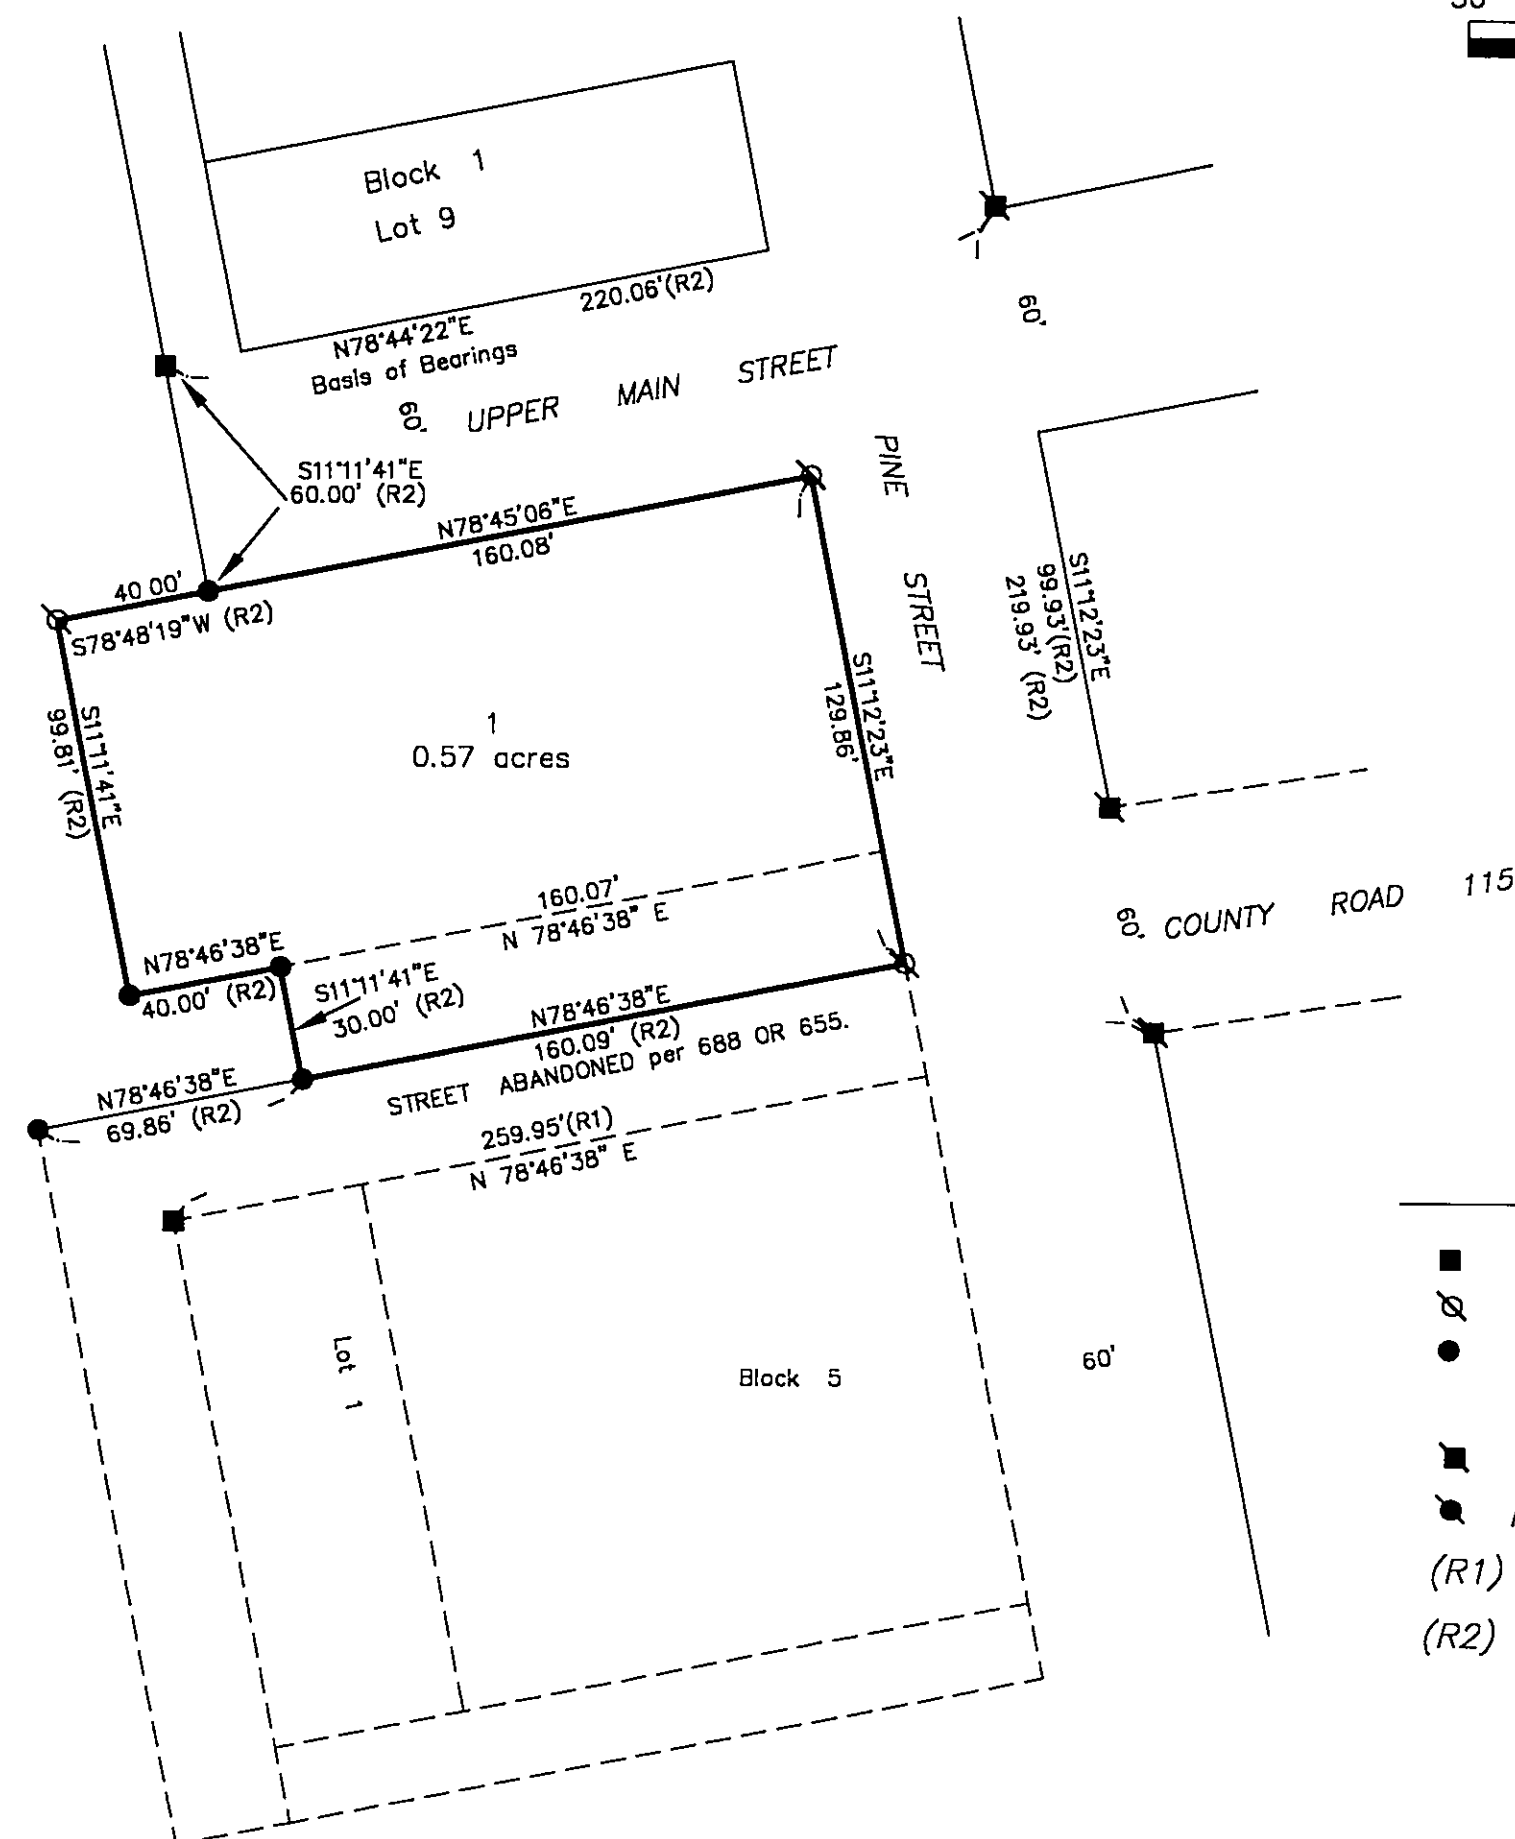 Block 1
Lot 9
220.06'(R2)
N78°44'22"E
Basis of Bearings
60'
60'
UPPER MAIN STREET
PINE STREET
S11°11'41"E
60.00' (R2)
N78°45'06"E
160.08'
40 00'
S78°48'19"W (R2)
S11°12'23"E
99.93'(R2)
219.93' (R2)
S11°11'41"E
99.81' (R2)
1
0.57 acres
S11°12'23"E
129.86'
160.07'
N 78°46'38" E
60'
COUNTY ROAD 115
N78°46'38"E
40.00' (R2)
S11°11'41"E
30.00' (R2)
N78°46'38"E
160.09' (R2)
STREET ABANDONED per 688 OR 655.
N78°46'38"E
69.86' (R2)
259.95'(R1)
N 78°46'38" E
Lot 1
Block 5
60'
(R1)
(R2)